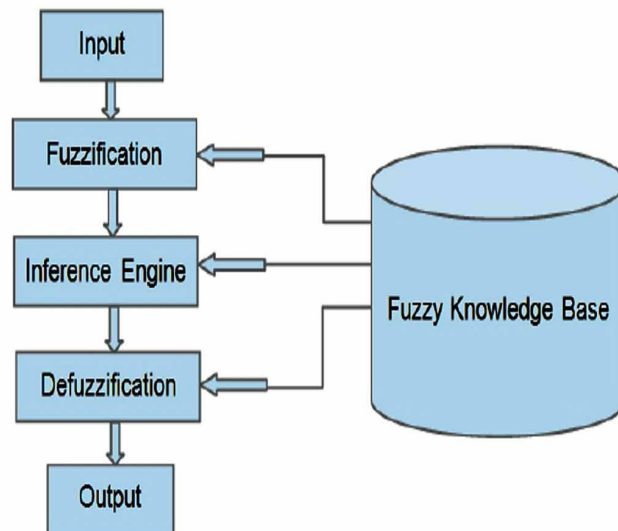 Input
Fuzzification
Inference Engine
Defuzzification
Output
Fuzzy Knowledge Base